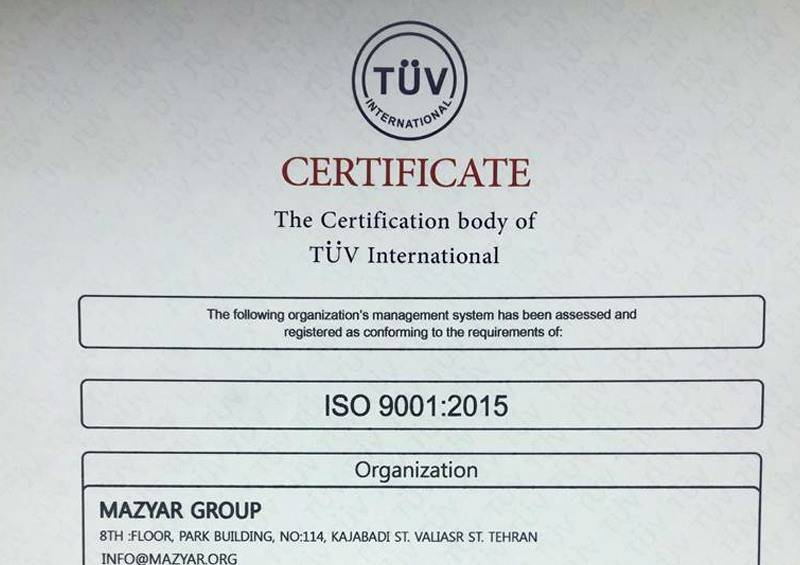 TÜV
INTERNATIONAL
CERTIFICATE
The Certification body of
TÜV International
The following organization's management system has been assessed and
registered as conforming to the requirements of:
ISO 9001:2015
Organization
MAZYAR GROUP
8TH :FLOOR, PARK BUILDING, NO:114, KAJABADI ST. VALIASR ST. TEHRAN
INFO@MAZYAR.ORG